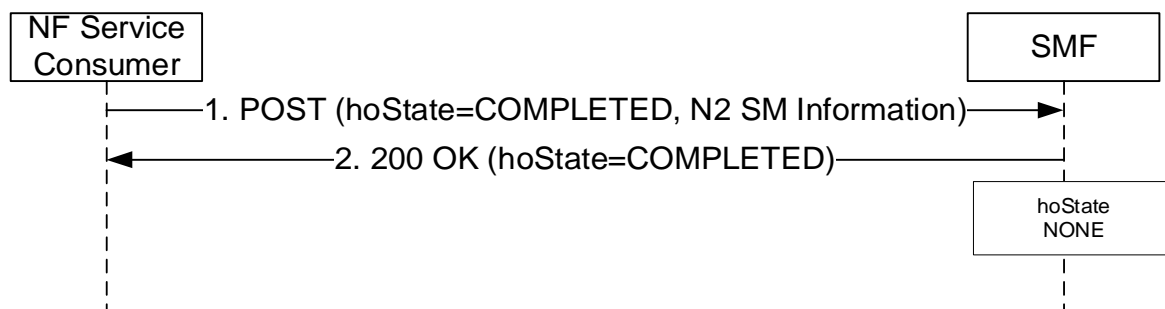 NF Service
Consumer
SMF
1. POST (hoState=COMPLETED, N2 SM Information)
2. 200 OK (hoState=COMPLETED)
hoState
NONE